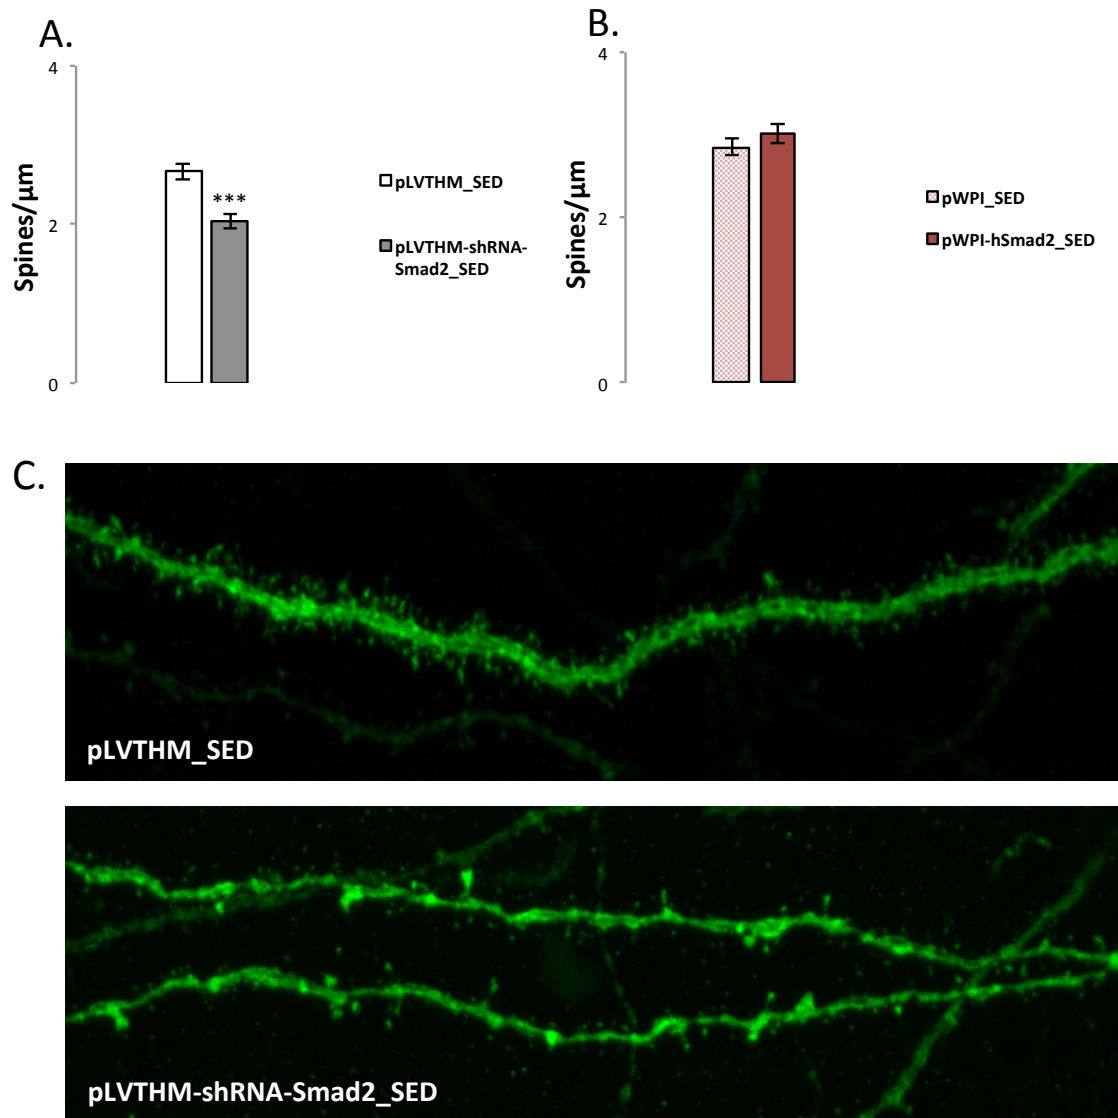 A.
4
2
0
Spines/μm
***
pLVTHM_SED
pLVTHM-shRNA-
Smad2_SED
B.
4
2
0
Spines/μm
pWPI_SED
pWPI-hSmad2_SED
C.
pLVTHM_SED
pLVTHM-shRNA-Smad2_SED